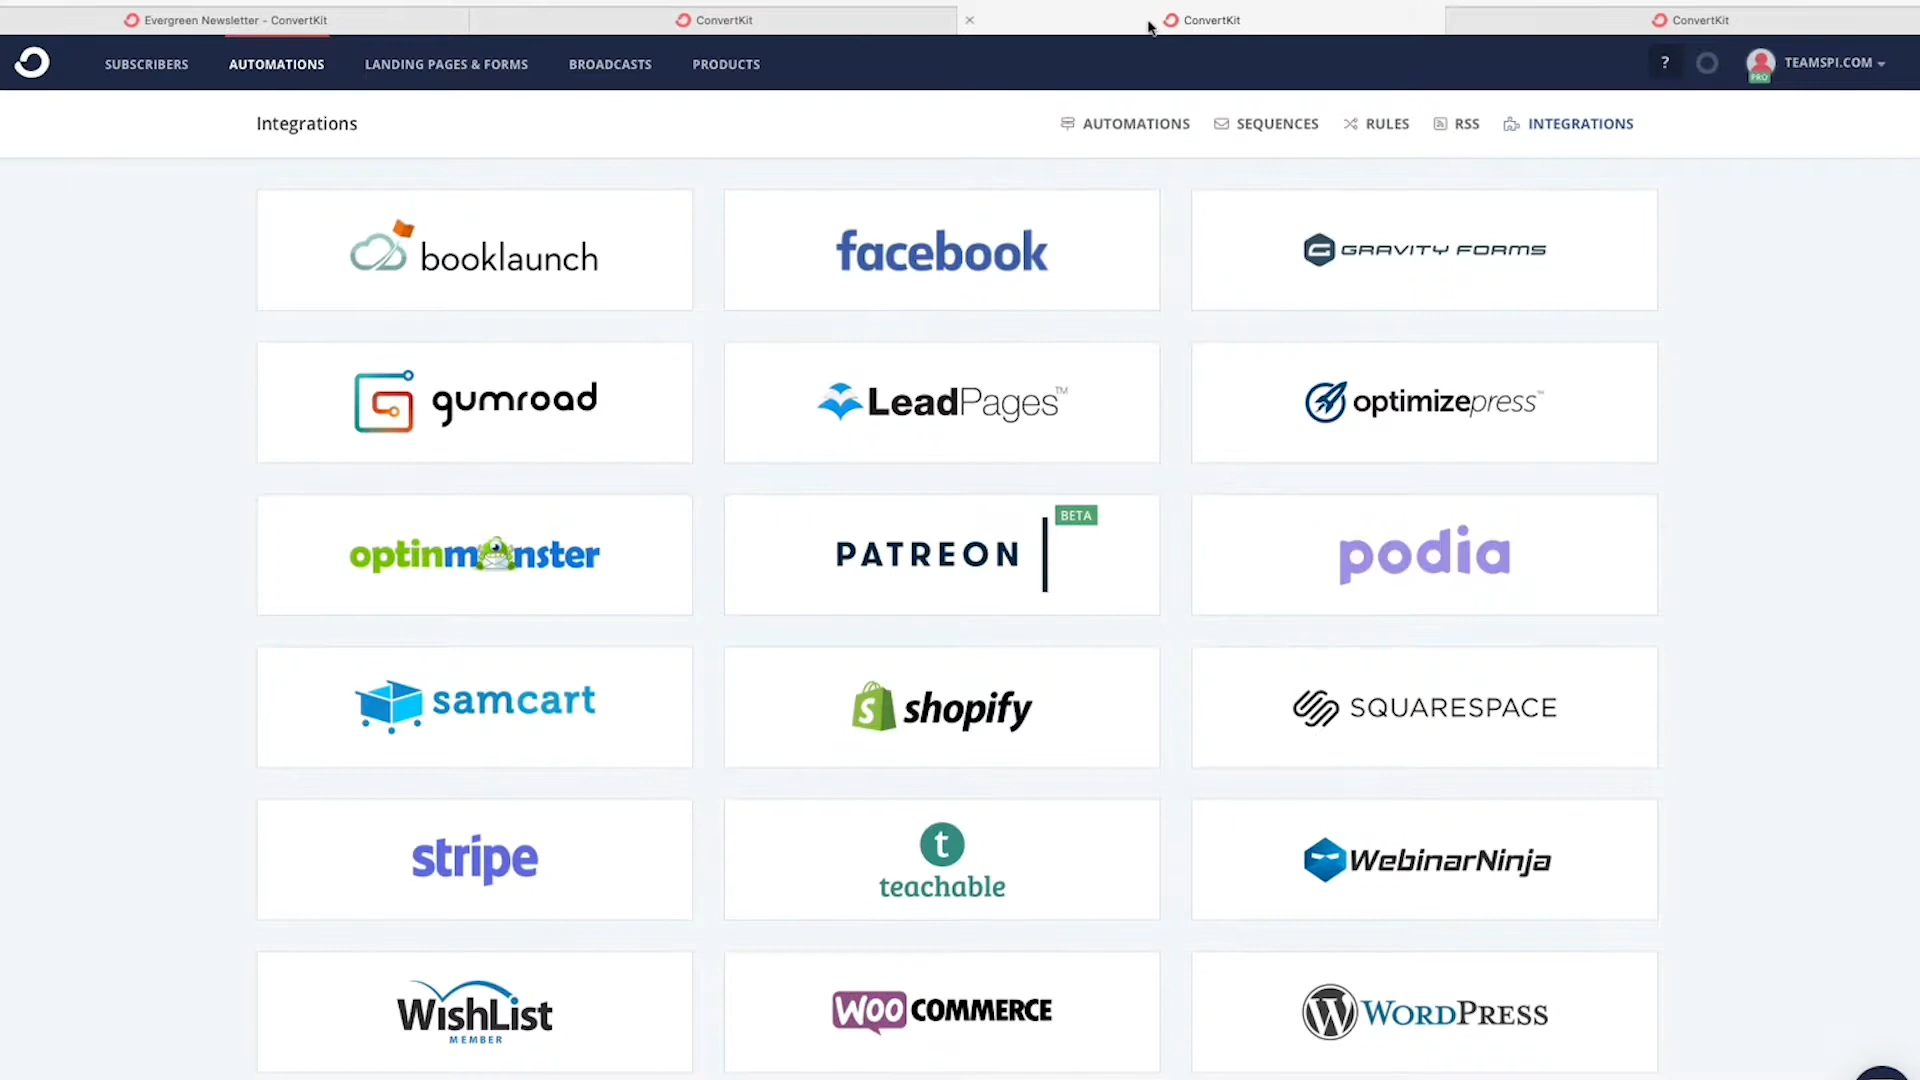 Evergreen Newsletter - ConvertKit
ConvertKit
ConvertKit
ConvertKit
SUBSCRIBERS
AUTOMATIONS
LANDING PAGES & FORMS
BROADCASTS
PRODUCTS
?
PRO
TEAMSPI.COM
Integrations
AUTOMATIONS
SEQUENCES
RULES
RSS
INTEGRATIONS
booklaunch
facebook
GRAVITY FORMS
gumroad
LeadPages™
optimizepress™
optinmonster
PATREON
BETA
podia
samcart
shopify
SQUARESPACE
stripe
t
teachable
WebinarNinja
WishList
MEMBER
WOO COMMERCE
WORDPRESS